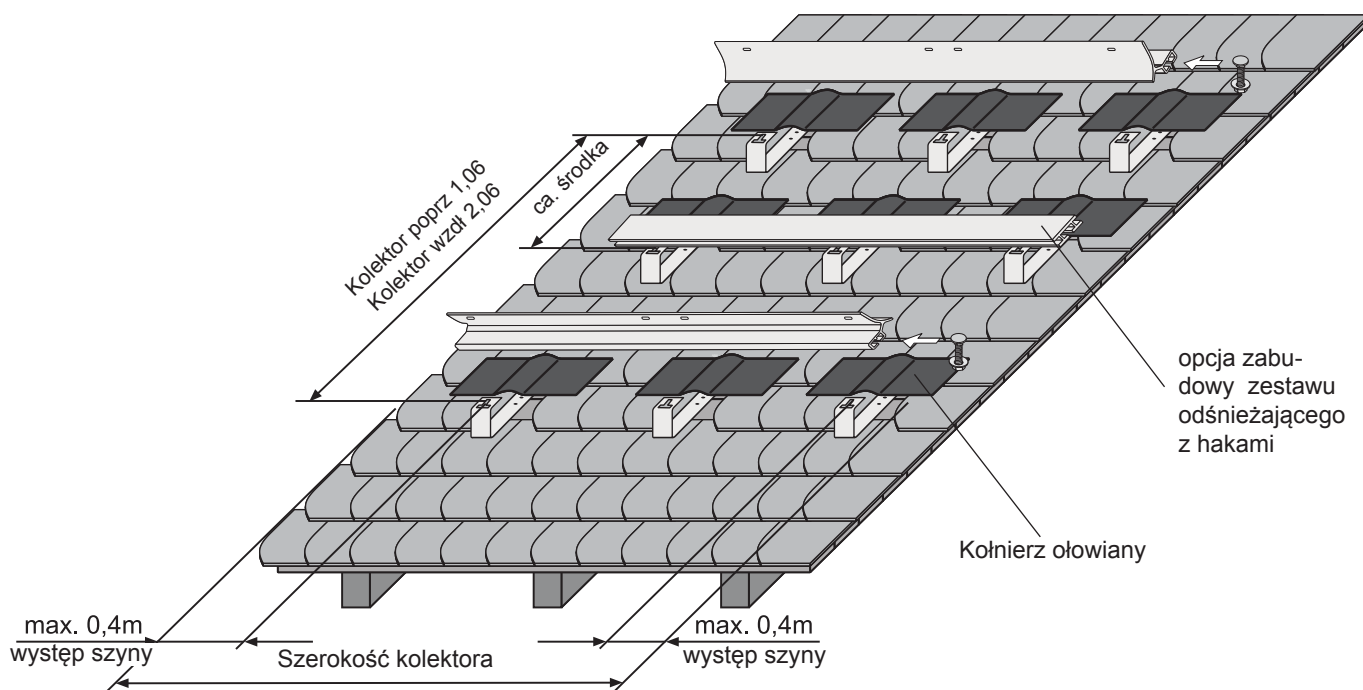 Kolektor poprz 1,06
Kolektor wzdł 2,06
ca. środka
opcja zabu-
dowy zestawu
odśnieżającego
z hakami
Kołnierz ołowiany
max. 0,4m
występ szyny
Szerokość kolektora
max. 0,4m
występ szyny